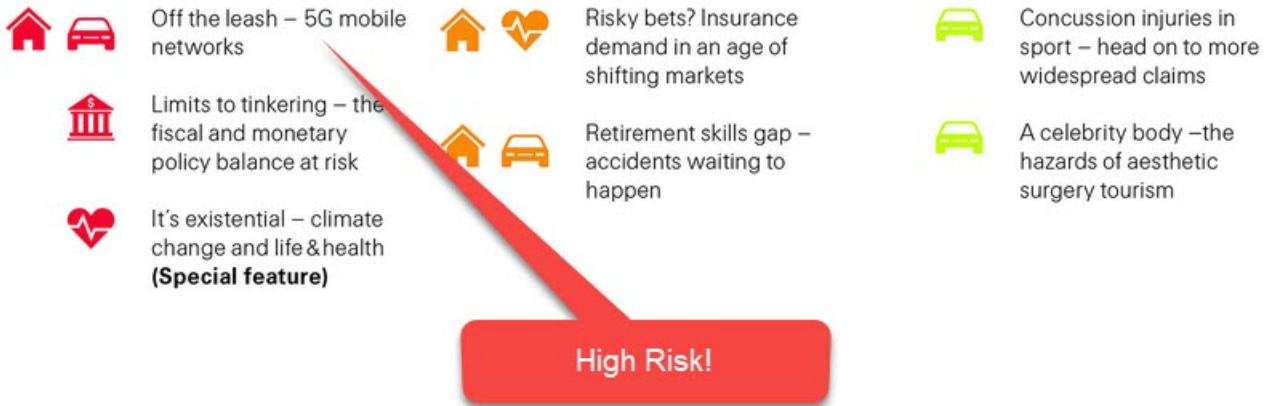 Off the leash – 5G mobile
networks
Limits to tinkering – the
fiscal and monetary
policy balance at risk
It´s existential – climate
change and life & health
(Special feature)
Risky bets? Insurance
demand in an age of
shifting markets
Retirement skills gap –
accidents waiting to
happen
Concussion injuries in
sport – head on to more
widespread claims
A celebrity body –the
hazards of aesthetic
surgery tourism
High Risk!